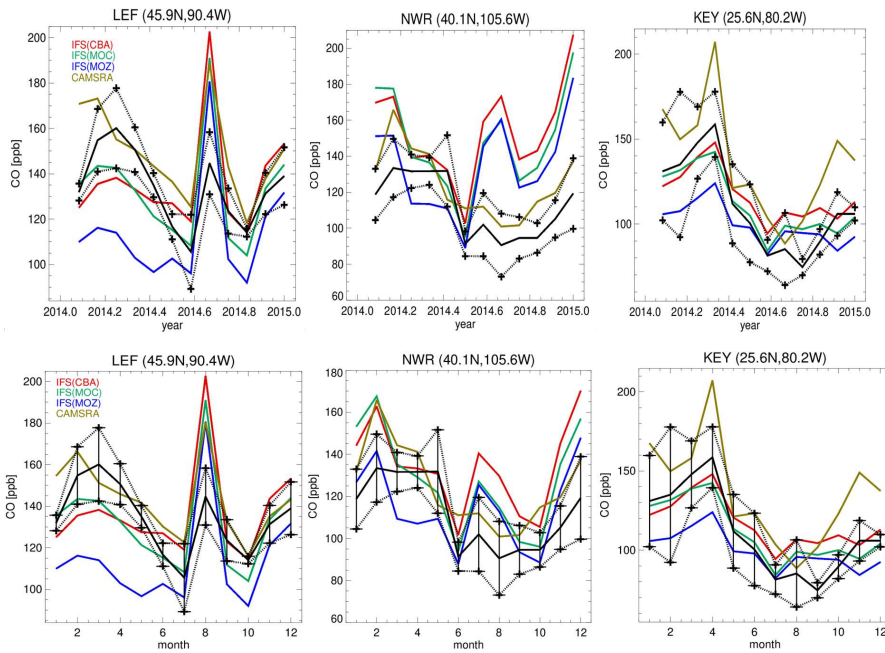 LEF (45.9N,90.4W)
NWR (40.1N,105.6W)
KEY (25.6N,80.2W)
CO [ppb]
200
180
160
140
120
100
IFS(CBA)
IFS(MOC)
IFS(MOZ)
CAMSRA
2014.0 2014.2 2014.4 2014.6 2014.8 2015.0
year
CO [ppb]
200
180
160
140
120
100
80
60
2014.0 2014.2 2014.4 2014.6 2014.8 2015.0
year
CO [ppb]
200
150
100
2014.0 2014.2 2014.4 2014.6 2014.8 2015.0
year
LEF (45.9N,90.4W)
NWR (40.1N,105.6W)
KEY (25.6N,80.2W)
CO [ppb]
200
180
160
140
120
100
IFS(CBA)
IFS(MOC)
IFS(MOZ)
CAMSRA
2 4 6 8 10 12
month
CO [ppb]
200
180
160
140
120
100
80
60
2 4 6 8 10 12
month
CO [ppb]
200
150
100
2 4 6 8 10 12
month